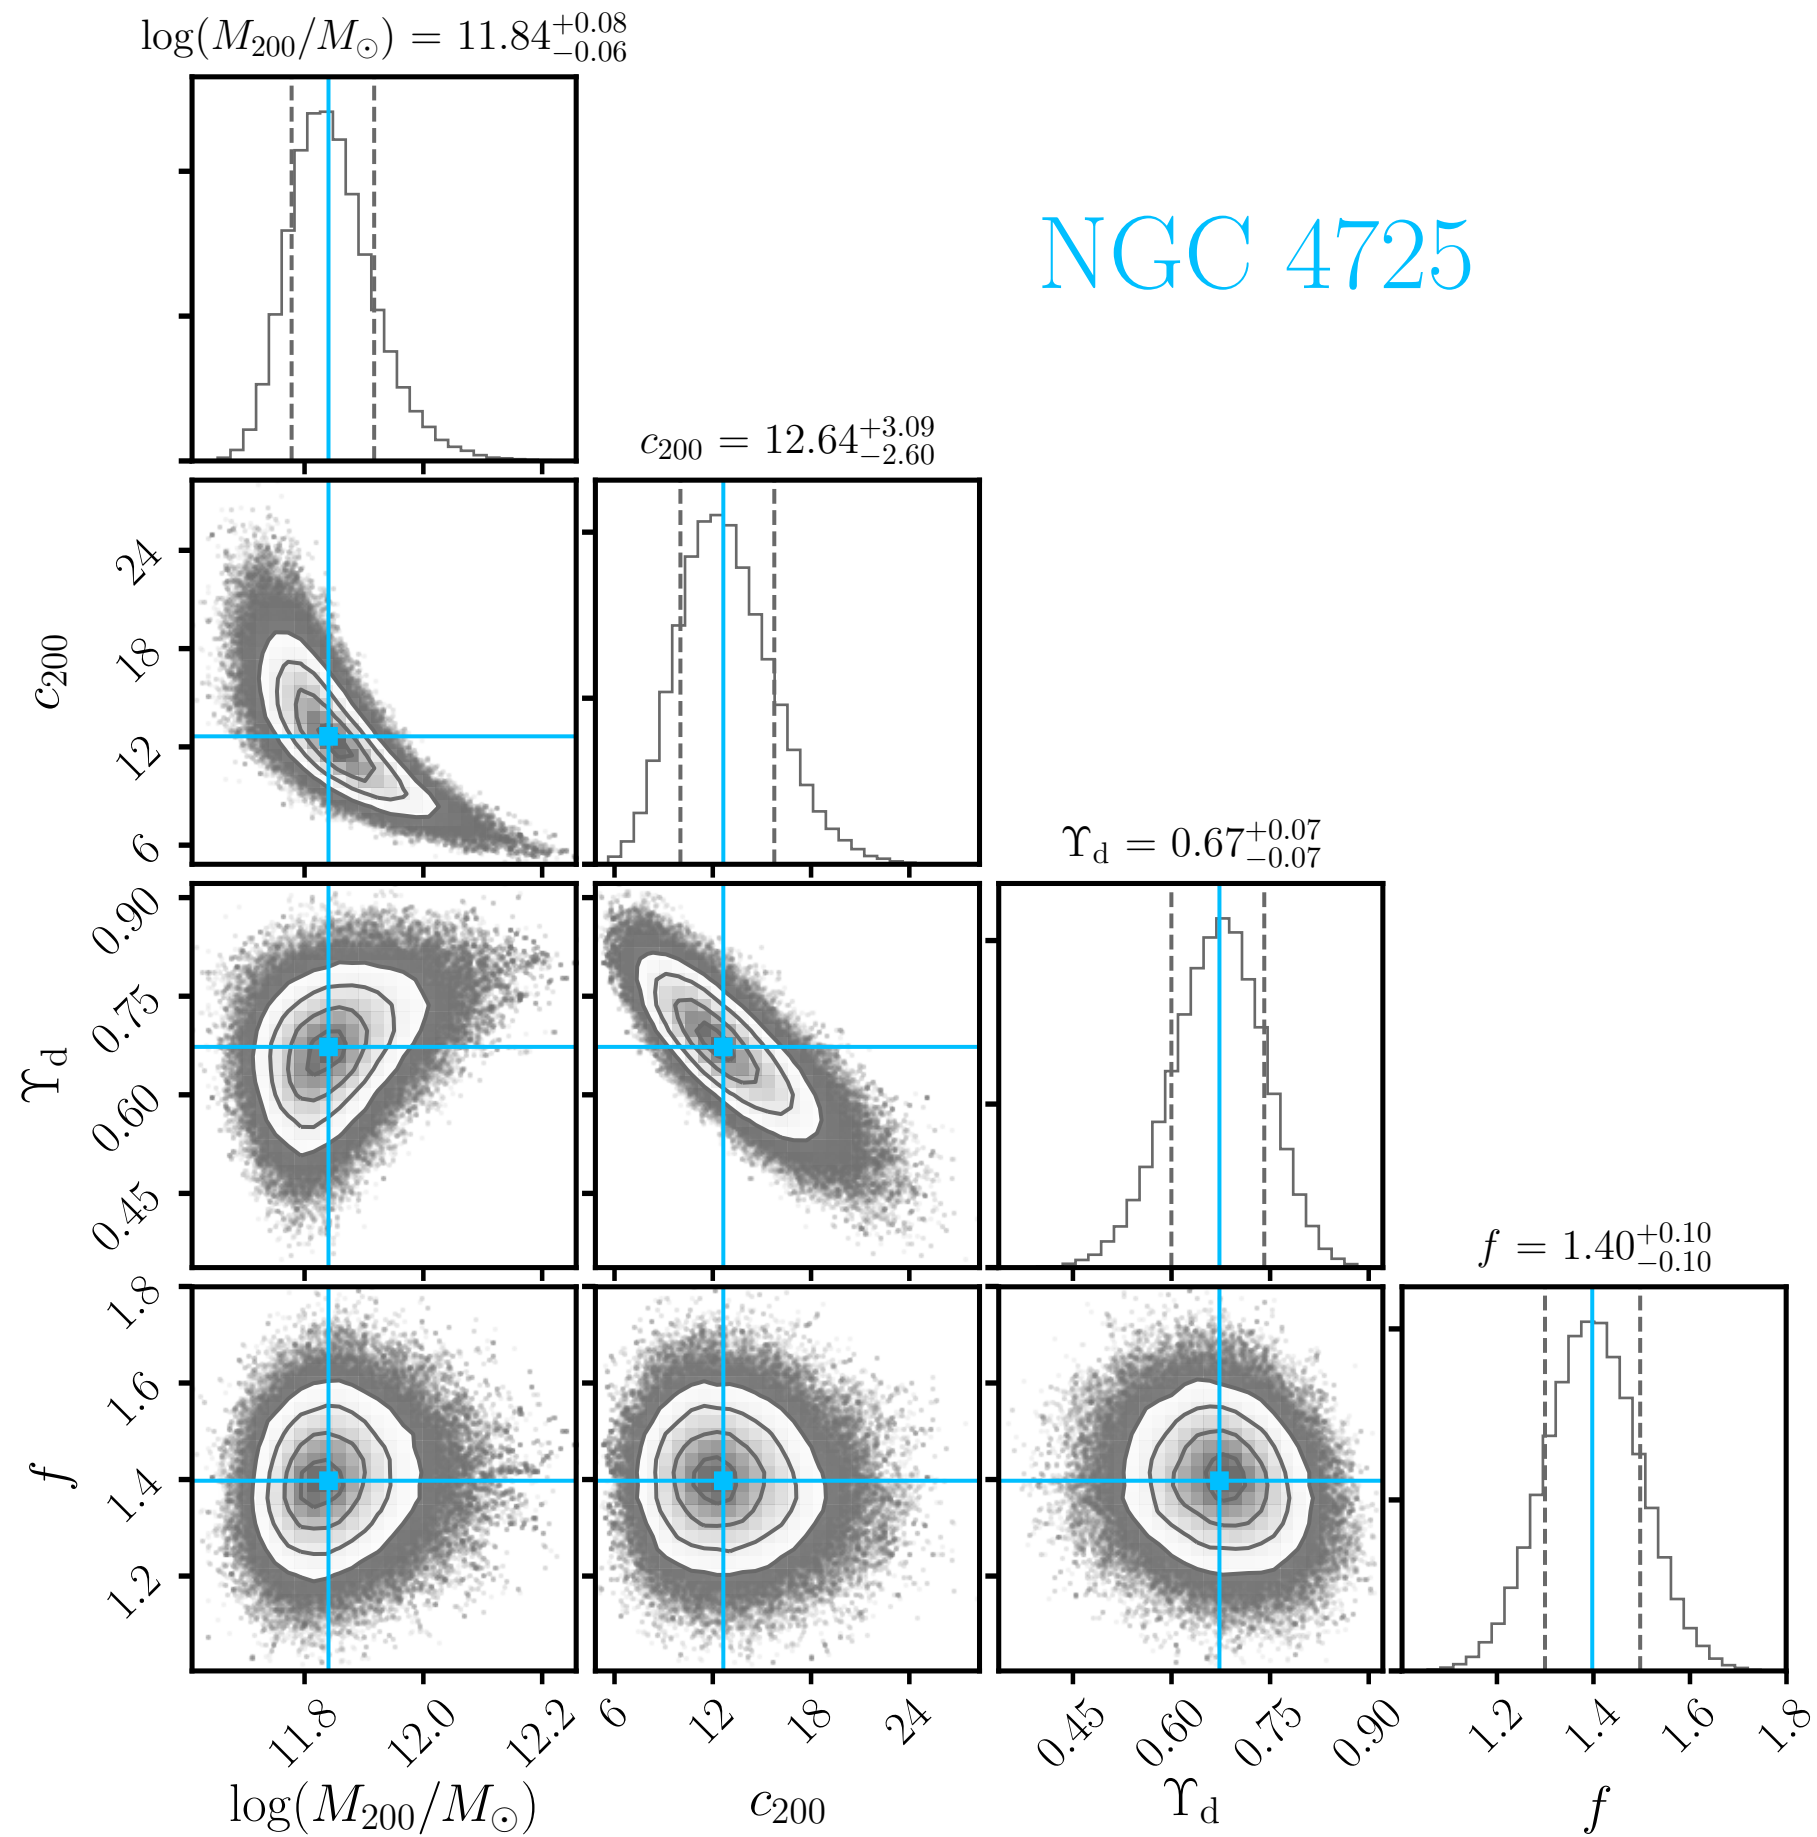 log(M₂₀₀/M⊙) = 11.84⁺⁰·⁰⁸₋₀.₀₆
NGC 4725
c₂₀₀ = 12.64⁺³·⁰⁹₋₂.₆₀
24
18
12
6
c₂₀₀
ϒ_d = 0.67⁺⁰·⁰⁷₋₀.₀₇
0.90
0.75
0.60
0.45
ϒ_d
f = 1.40⁺⁰·¹⁰₋₀.₁₀
1.8
1.6
1.4
1.2
f
11.8 12.0 12.2 6 12 18 24 0.45 0.60 0.75 0.90 1.2 1.4 1.6 1.8
log(M₂₀₀/M⊙) c₂₀₀ ϒ_d f